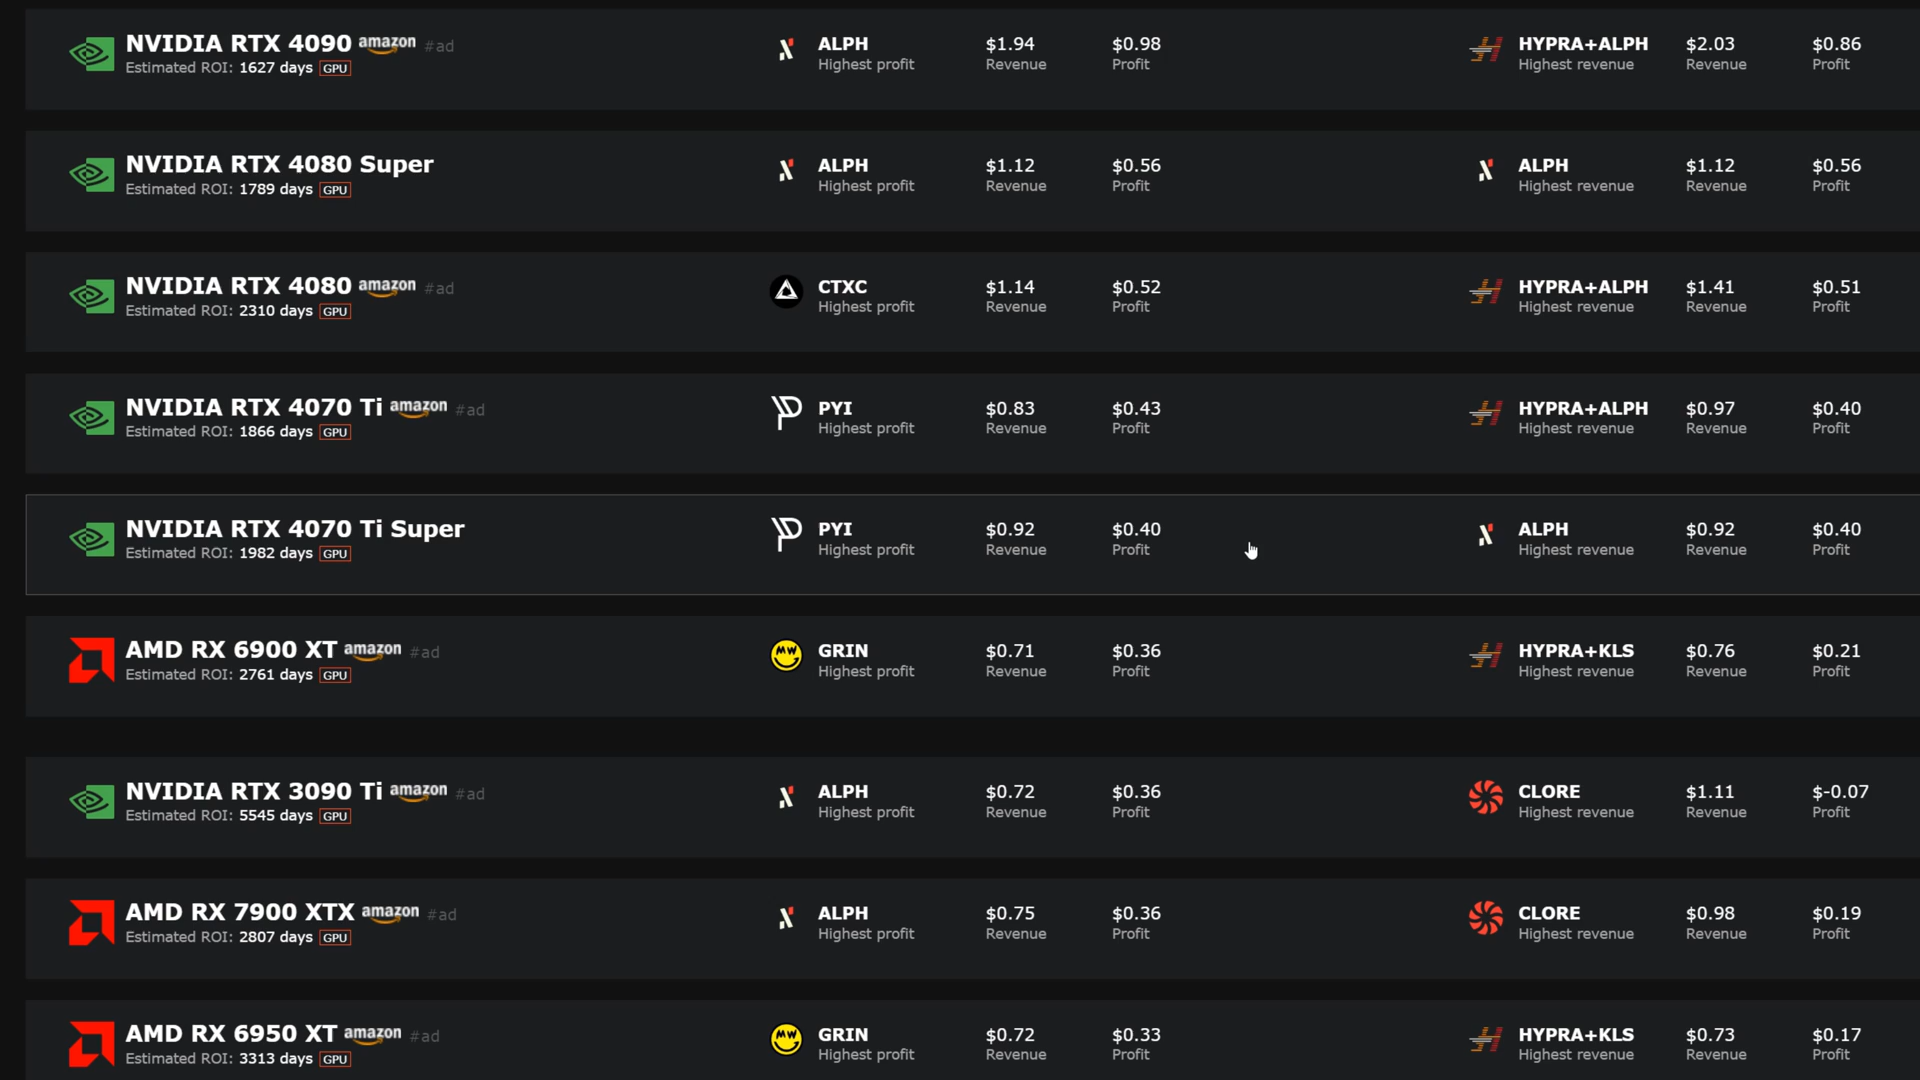 NVIDIA RTX 4090 amazon #ad
Estimated ROI: 1627 days GPU
ALPH $1.94 $0.98 HYPRA+ALPH $2.03 $0.86
Highest profit Revenue Profit Highest revenue Revenue Profit
NVIDIA RTX 4080 Super
Estimated ROI: 1789 days GPU
ALPH $1.12 $0.56 ALPH $1.12 $0.56
Highest profit Revenue Profit Highest revenue Revenue Profit
NVIDIA RTX 4080 amazon #ad
Estimated ROI: 2310 days GPU
CTXC $1.14 $0.52 HYPRA+ALPH $1.41 $0.51
Highest profit Revenue Profit Highest revenue Revenue Profit
NVIDIA RTX 4070 Ti amazon #ad
Estimated ROI: 1866 days GPU
PYI $0.83 $0.43 HYPRA+ALPH $0.97 $0.40
Highest profit Revenue Profit Highest revenue Revenue Profit
NVIDIA RTX 4070 Ti Super
Estimated ROI: 1982 days GPU
PYI $0.92 $0.40 ALPH $0.92 $0.40
Highest profit Revenue Profit Highest revenue Revenue Profit
AMD RX 6900 XT amazon #ad
Estimated ROI: 2761 days GPU
MW GRIN $0.71 $0.36 HYPRA+KLS $0.76 $0.21
Highest profit Revenue Profit Highest revenue Revenue Profit
NVIDIA RTX 3090 Ti amazon #ad
Estimated ROI: 5545 days GPU
ALPH $0.72 $0.36 CLORE $1.11 $-0.07
Highest profit Revenue Profit Highest revenue Revenue Profit
AMD RX 7900 XTX amazon #ad
Estimated ROI: 2807 days GPU
ALPH $0.75 $0.36 CLORE $0.98 $0.19
Highest profit Revenue Profit Highest revenue Revenue Profit
AMD RX 6950 XT amazon #ad
Estimated ROI: 3313 days GPU
MW GRIN $0.72 $0.33 HYPRA+KLS $0.73 $0.17
Highest profit Revenue Profit Highest revenue Revenue Profit